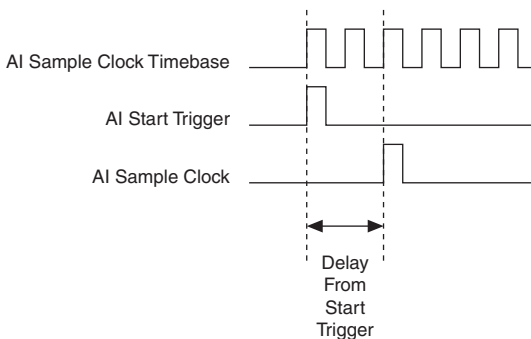 AI Sample Clock Timebase
AI Start Trigger
AI Sample Clock
Delay
From
Start
Trigger